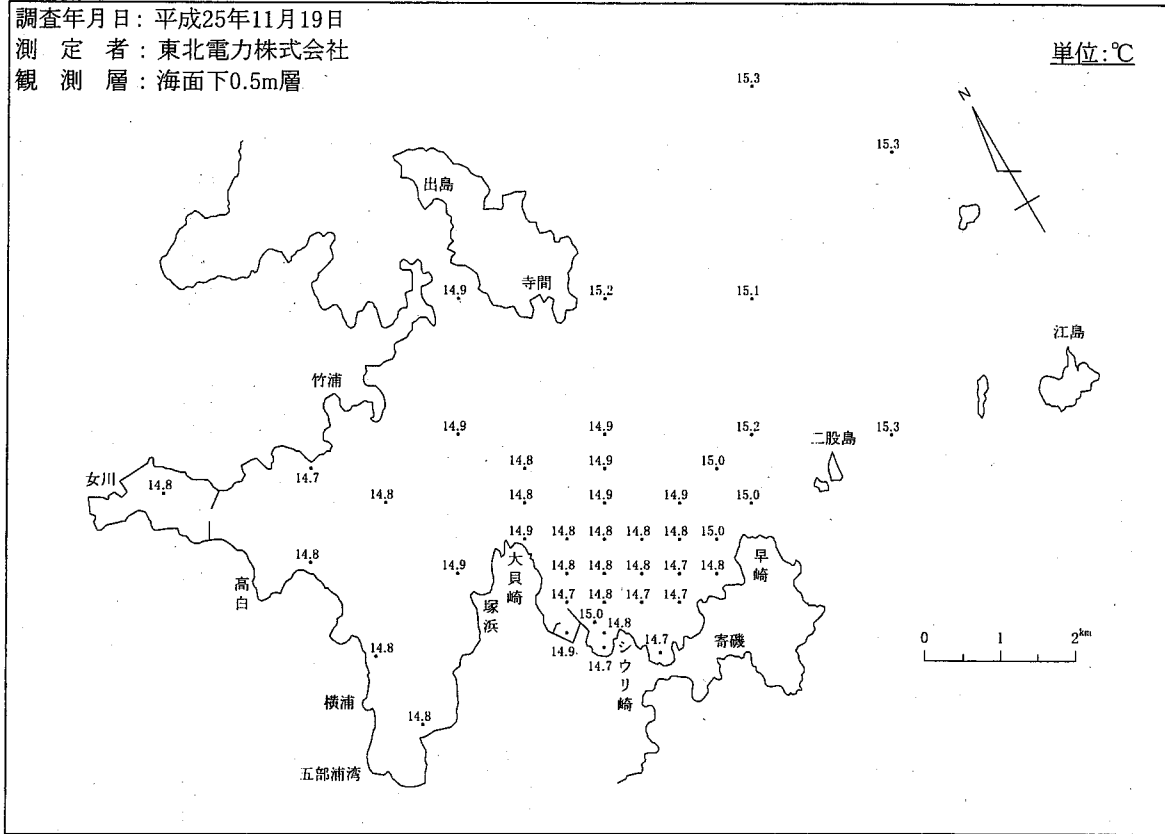 調査年月日：平成25年11月19日
測　定　者：東北電力株式会社
観　測　層：海面下0.5m層
単位:℃
15.3
N
15.3
出島
寺間
14.9
15.2
15.1
江島
竹浦
14.9
14.9
15.2
二股島
15.3
14.8
14.9
15.0
女川
14.8
14.7
14.8
14.8
14.9
14.9
15.0
14.9
14.8
14.8
14.8
14.8
15.0
14.8
14.9
大貝崎
14.8
14.8
14.8
14.7
14.8
早崎
高白
塚浜
14.7
14.8
14.7
14.7
15.0
14.8
14.9
14.7
14.7
シウリ崎
寄磯
0
1
2km
14.8
横浦
14.8
五部浦湾